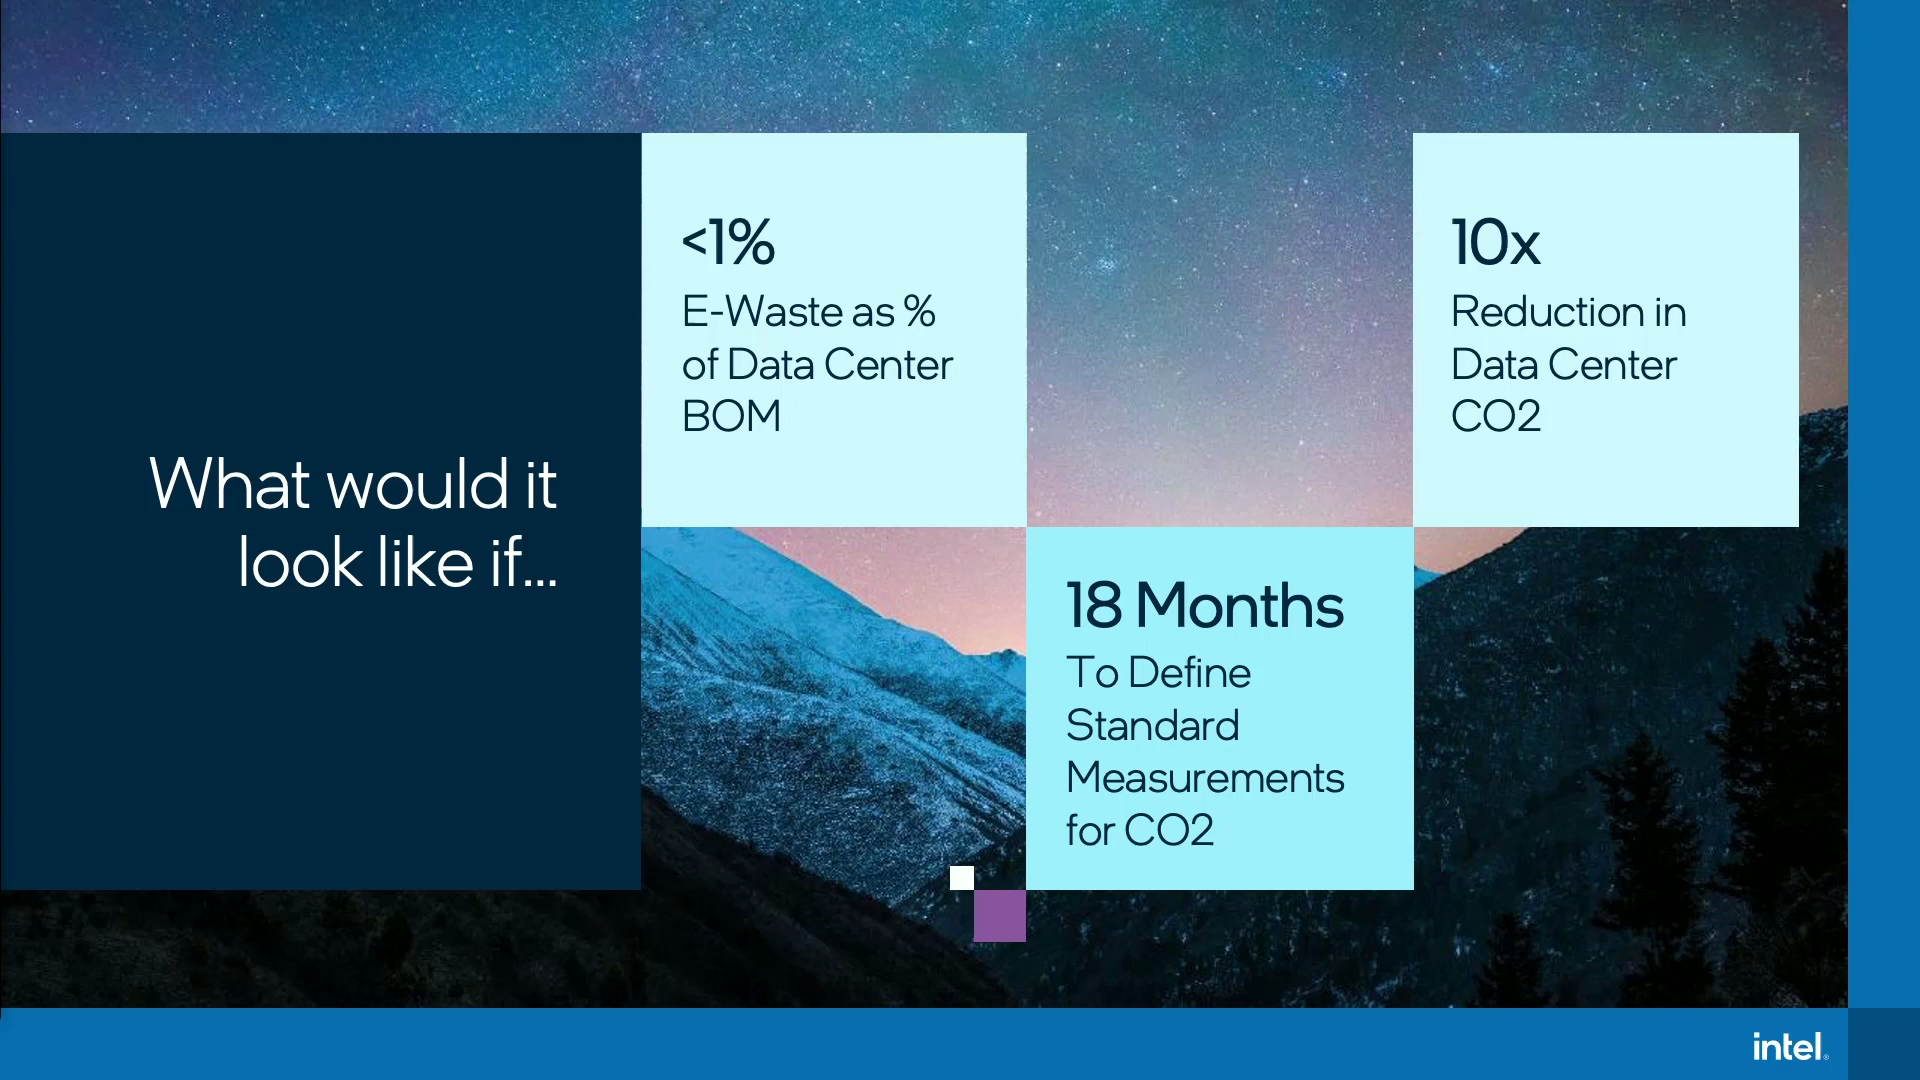 What would it
look like if...
<1%
E-Waste as %
of Data Center
BOM
18 Months
To Define
Standard
Measurements
for CO2
10x
Reduction in
Data Center
CO2
intel.